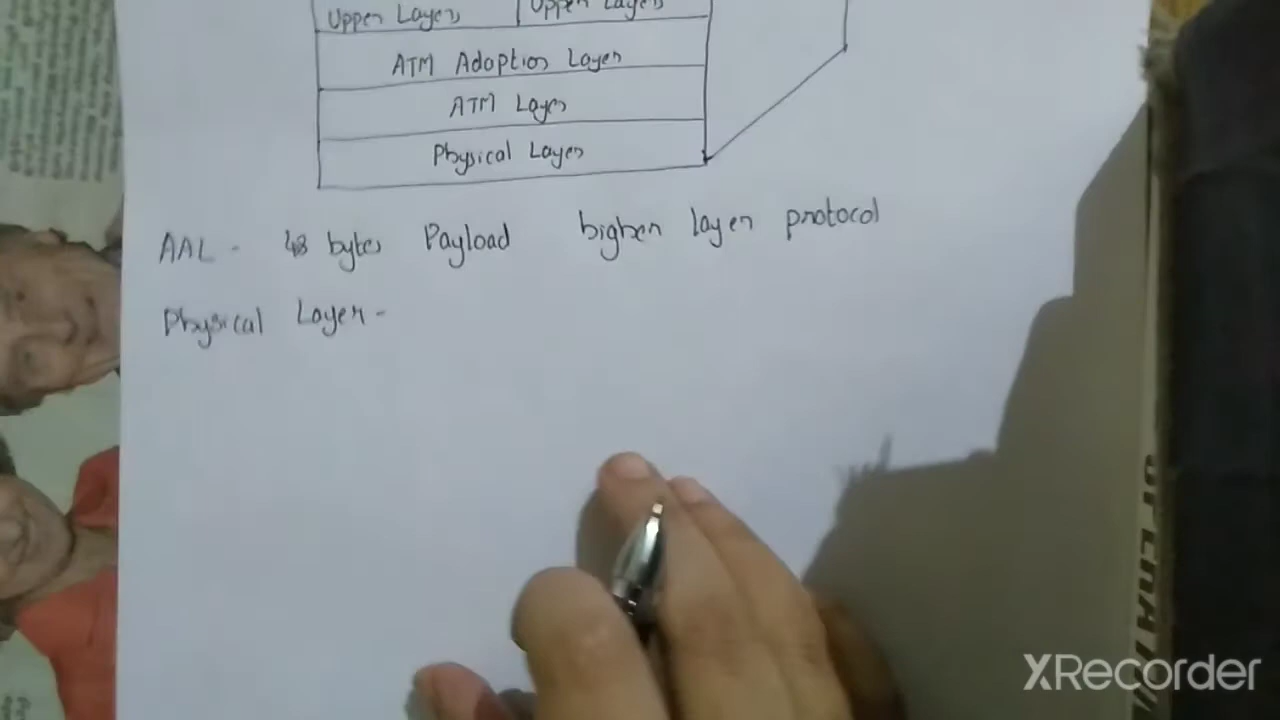 Upper Layers Upper Layers
ATM Adoption Layer
ATM Layer
Physical Layer
AAL - 48 bytes Payload higher layer protocol
Physical Layer -
XRecorder